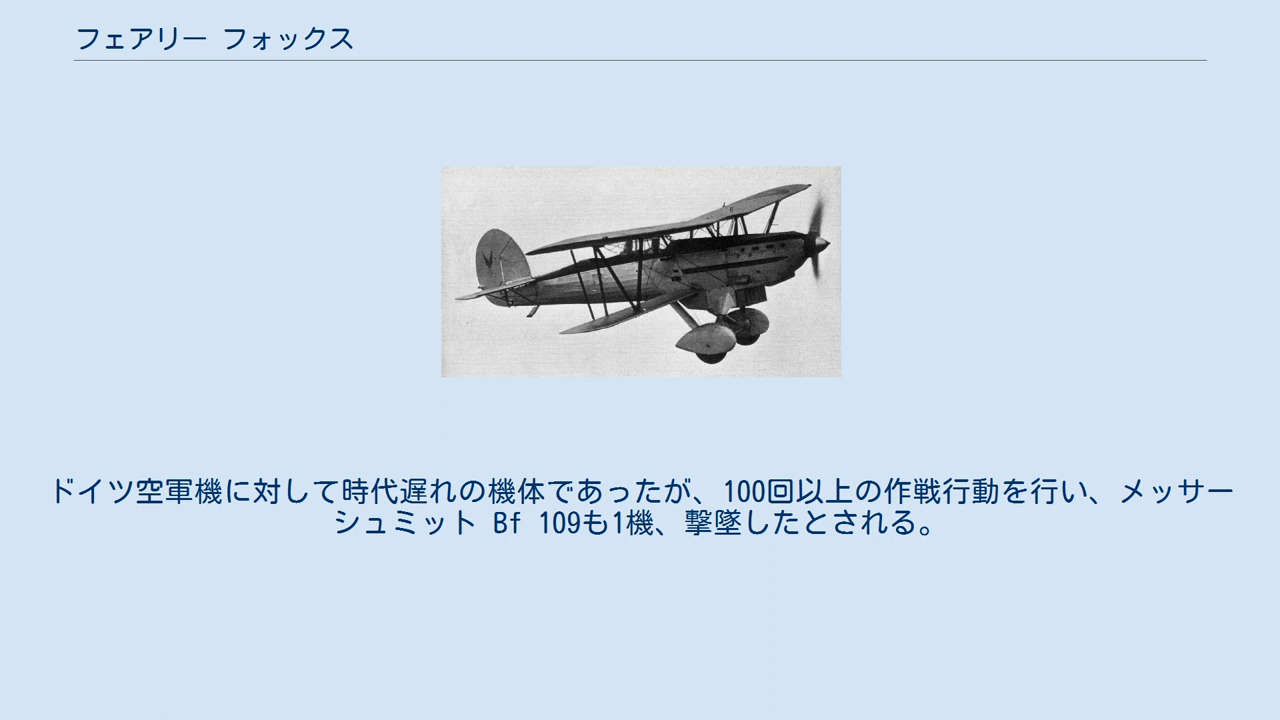 フェアリー フォックス
ドイツ空軍機に対して時代遅れの機体であったが、100回以上の作戦行動を行い、メッサー
シュミット Bf 109も1機、撃墜したとされる。